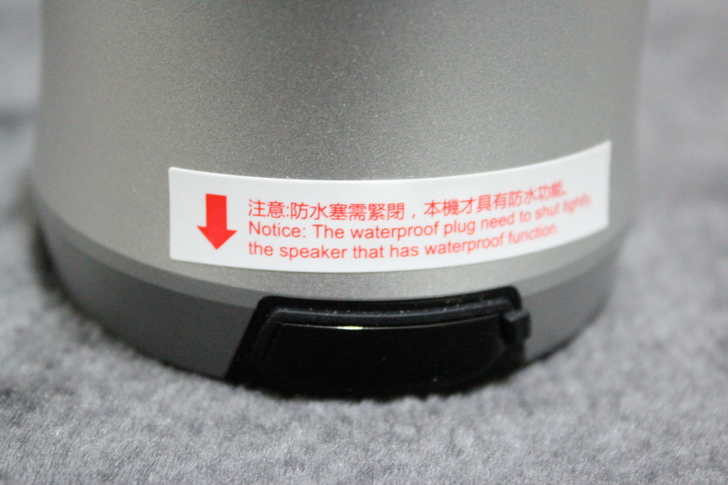 注意:防水塞需緊閉，本機才具有防水功能。
Notice: The waterproof plug need to shut tightly
the speaker that has waterproof function.